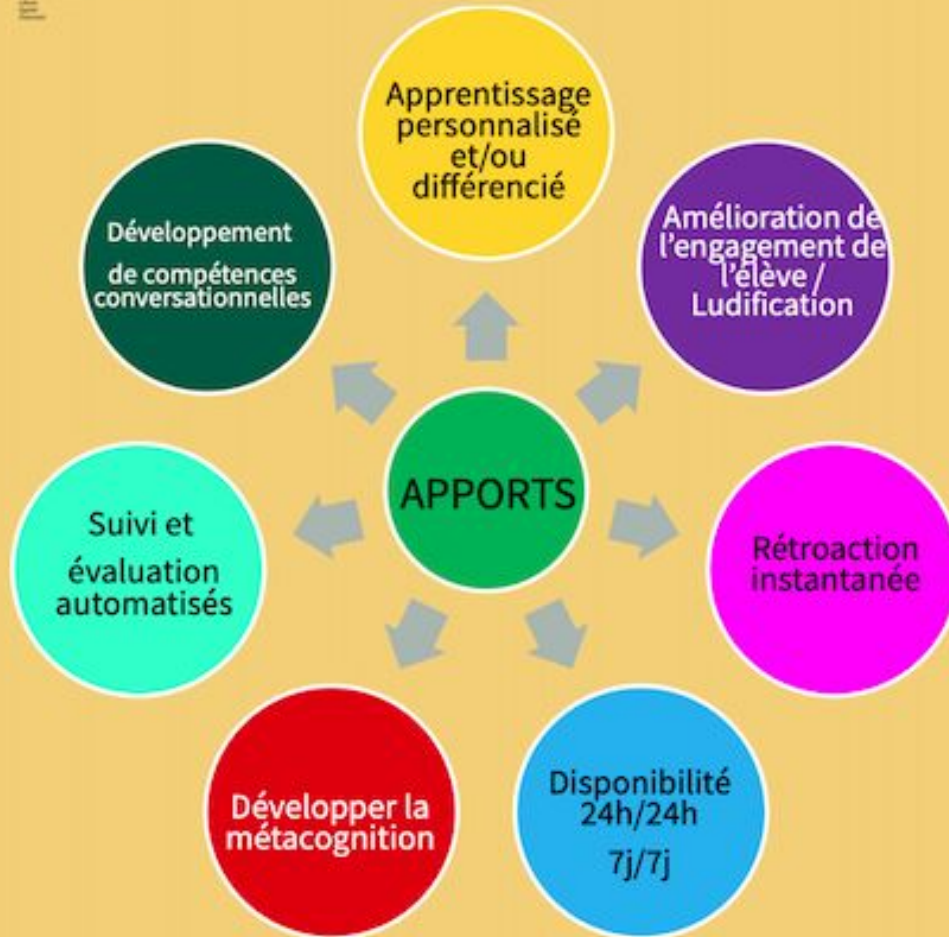 Apprentissage
personnalisé
et/ou
différencié
Amélioration de
l'engagement de
l'élève /
Ludification
Rétroaction
instantanée
Disponibilité
24h/24h
7j/7j
Développer la
métacognition
Suivi et
évaluation
automatisés
Développement
de compétences
conversationnelles
APPORTS